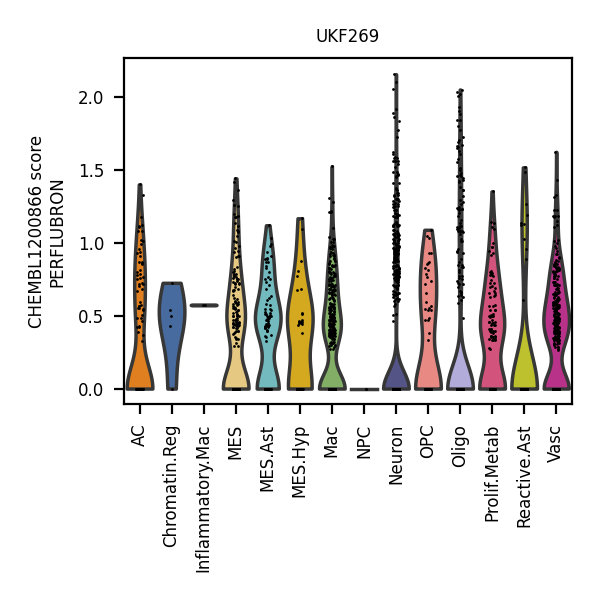 UKF269
CHEMBL1200866 score
PERFLUBRON
2.0
1.5
1.0
0.5
0.0
AC
Chromatin.Reg
Inflammatory.Mac
MES
MES.Ast
MES.Hyp
Mac
NPC
Neuron
OPC
Oligo
Prolif.Metab
Reactive.Ast
Vasc